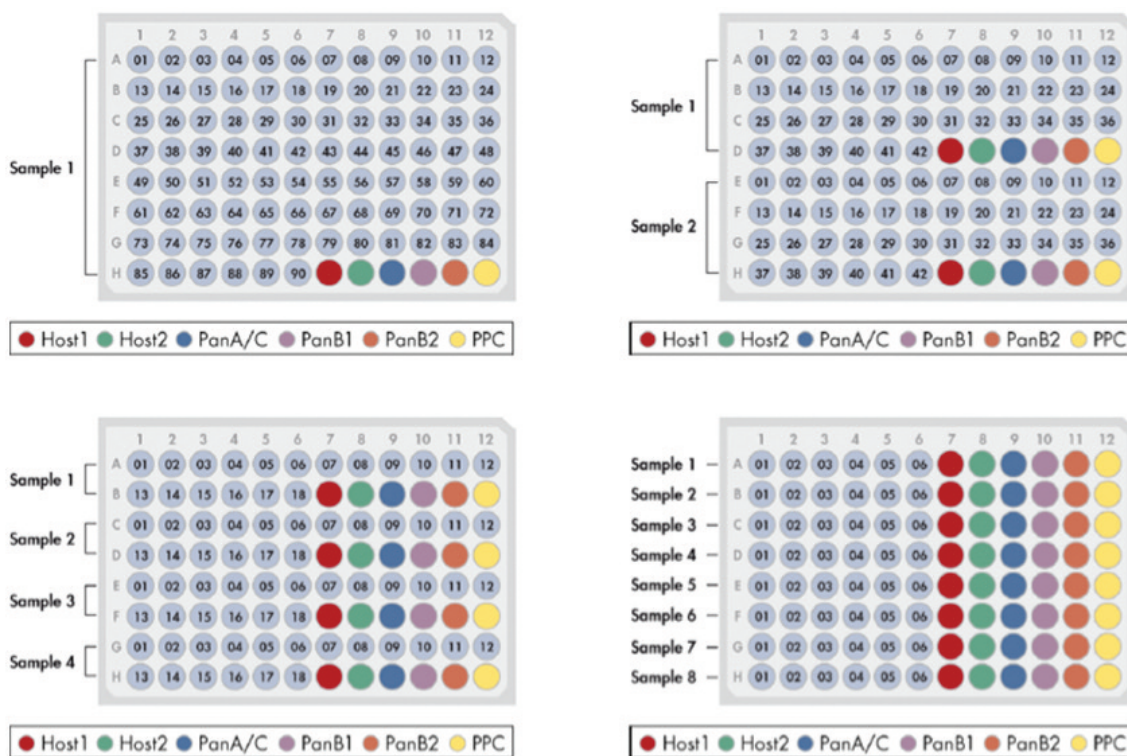 1 2 3 4 5 6 7 8 9 10 11 12
A 01 02 03 04 05 06 07 08 09 10 11 12
B 13 14 15 16 17 18 19 20 21 22 23 24
C 25 26 27 28 29 30 31 32 33 34 35 36
Sample 1
D 37 38 39 40 41 42 43 44 45 46 47 48
E 49 50 51 52 53 54 55 56 57 58 59 60
F 61 62 63 64 65 66 67 68 69 70 71 72
G 73 74 75 76 77 78 79 80 81 82 83 84
H 85 86 87 88 89 90
Host1 Host2 PanA/C PanB1 PanB2 PPC
1 2 3 4 5 6 7 8 9 10 11 12
A 01 02 03 04 05 06 07 08 09 10 11 12
B 13 14 15 16 17 18 19 20 21 22 23 24
Sample 1
C 25 26 27 28 29 30 31 32 33 34 35 36
D 37 38 39 40 41 42
E 01 02 03 04 05 06 07 08 09 10 11 12
F 13 14 15 16 17 18 19 20 21 22 23 24
Sample 2
G 25 26 27 28 29 30 31 32 33 34 35 36
H 37 38 39 40 41 42
Host1 Host2 PanA/C PanB1 PanB2 PPC
1 2 3 4 5 6 7 8 9 10 11 12
A 01 02 03 04 05 06 07 08 09 10 11 12
Sample 1
B 13 14 15 16 17 18
C 01 02 03 04 05 06 07 08 09 10 11 12
Sample 2
D 13 14 15 16 17 18
E 01 02 03 04 05 06 07 08 09 10 11 12
Sample 3
F 13 14 15 16 17 18
G 01 02 03 04 05 06 07 08 09 10 11 12
Sample 4
H 13 14 15 16 17 18
Host1 Host2 PanA/C PanB1 PanB2 PPC
1 2 3 4 5 6 7 8 9 10 11 12
Sample 1 A 01 02 03 04 05 06
Sample 2 B 01 02 03 04 05 06
Sample 3 C 01 02 03 04 05 06
Sample 4 D 01 02 03 04 05 06
Sample 5 E 01 02 03 04 05 06
Sample 6 F 01 02 03 04 05 06
Sample 7 G 01 02 03 04 05 06
Sample 8 H 01 02 03 04 05 06
Host1 Host2 PanA/C PanB1 PanB2 PPC